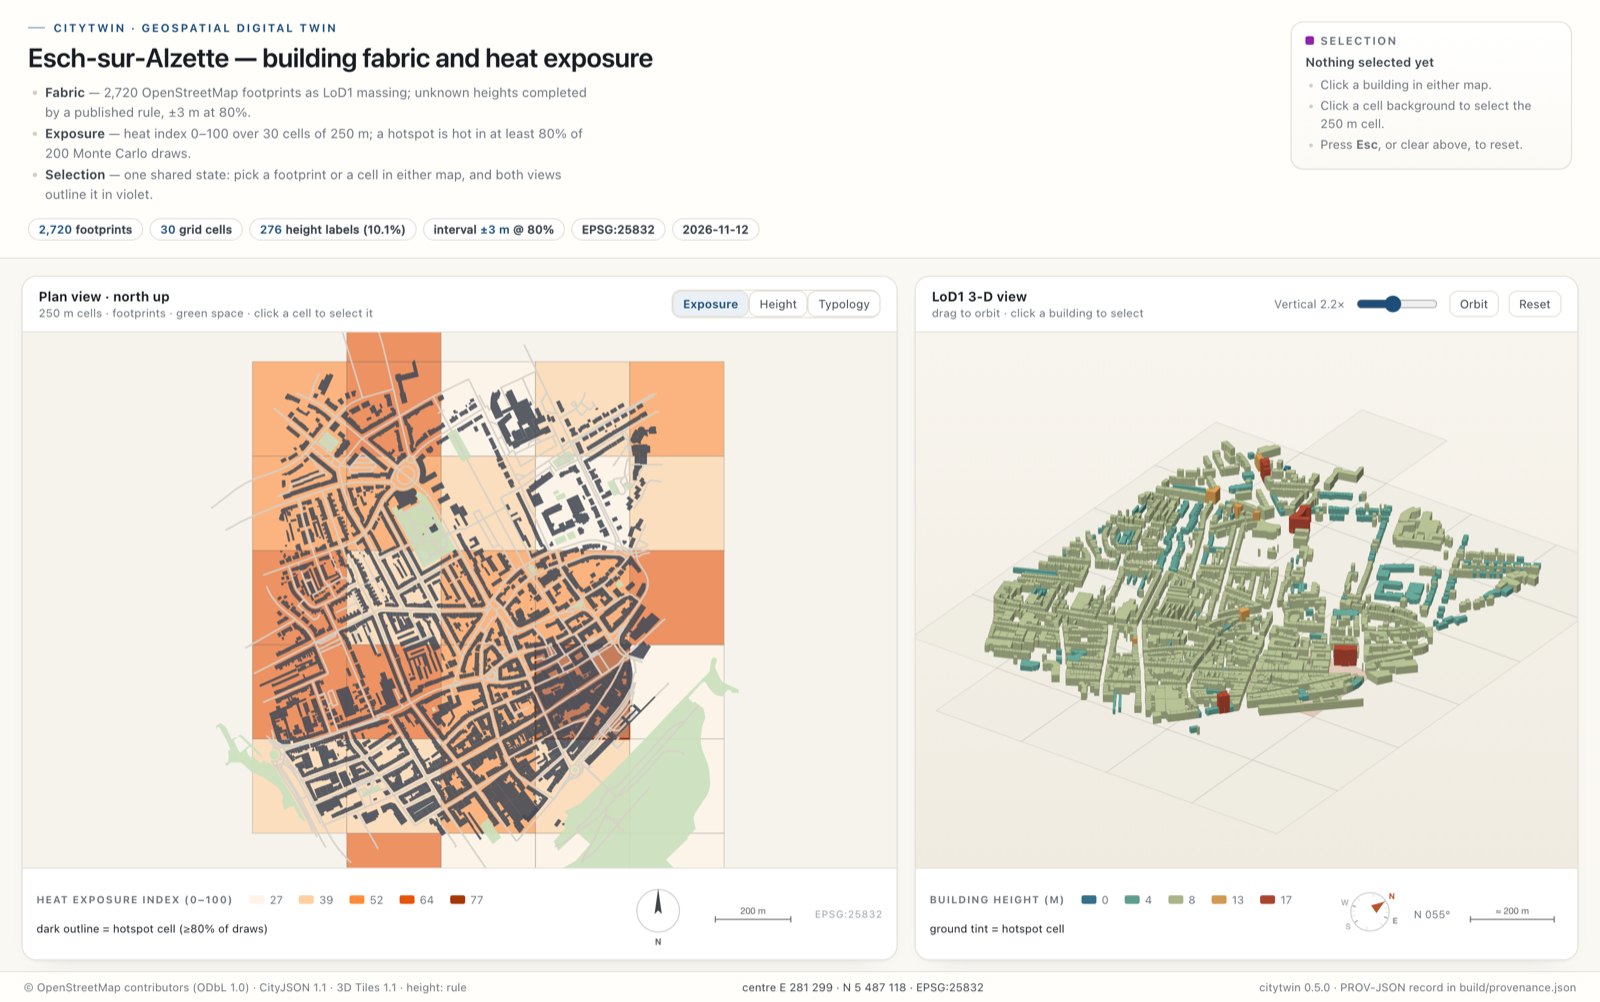 — CITYTWIN · GEOSPATIAL DIGITAL TWIN
Esch-sur-Alzette — building fabric and heat exposure
• Fabric — 2,720 OpenStreetMap footprints as LoD1 massing; unknown heights completed
by a published rule, ±3 m at 80%.
• Exposure — heat index 0–100 over 30 cells of 250 m; a hotspot is hot in at least 80% of
200 Monte Carlo draws.
• Selection — one shared state: pick a footprint or a cell in either map, and both views
outline it in violet.
2,720 footprints
30 grid cells
276 height labels (10.1%)
interval ±3 m @ 80%
EPSG:25832
2026-11-12
SELECTION
Nothing selected yet
• Click a building in either map.
• Click a cell background to select the
250 m cell.
• Press Esc, or clear above, to reset.
Plan view · north up
250 m cells · footprints · green space · click a cell to select it
Exposure
Height
Typology
HEAT EXPOSURE INDEX (0–100)
27
39
52
64
77
dark outline = hotspot cell (≥80% of draws)
N
200 m
EPSG:25832
LoD1 3-D view
drag to orbit · click a building to select
Vertical 2.2×
Orbit
Reset
BUILDING HEIGHT (M)
0
4
8
13
17
ground tint = hotspot cell
N
W
E
S
N 055°
≈ 200 m
© OpenStreetMap contributors (ODbL 1.0) · CityJSON 1.1 · 3D Tiles 1.1 · height: rule
centre E 281 299 · N 5 487 118 · EPSG:25832
citytwin 0.5.0 · PROV-JSON record in build/provenance.json